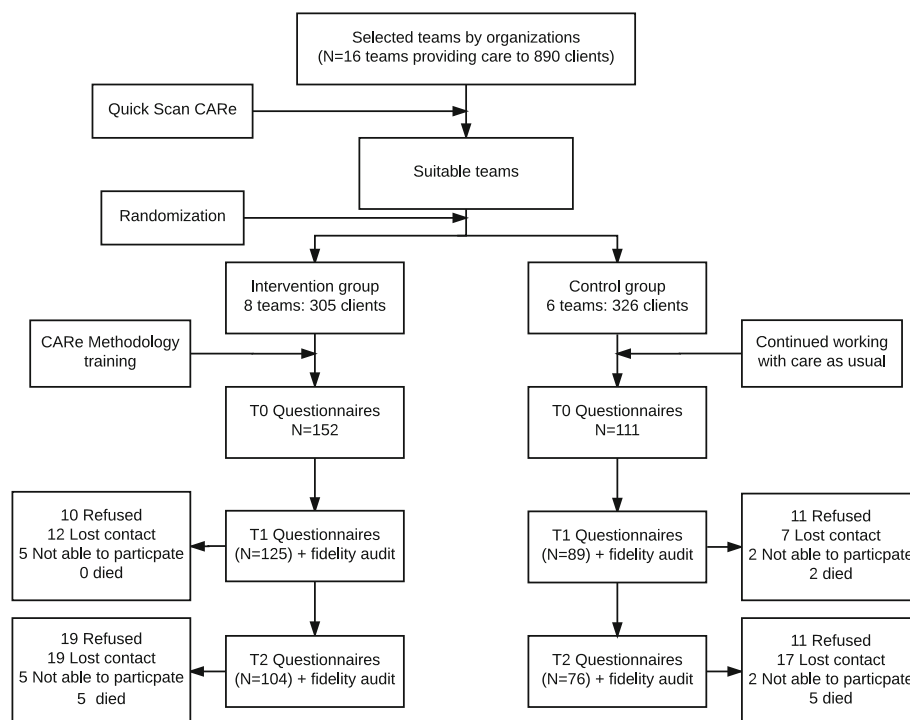 Selected teams by organizations
(N=16 teams providing care to 890 clients)
Quick Scan CARe
Suitable teams
Randomization
Intervention group
8 teams: 305 clients
Control group
6 teams: 326 clients
CARe Methodology
training
Continued working
with care as usual
T0 Questionnaires
N=152
T0 Questionnaires
N=111
10 Refused
12 Lost contact
5 Not able to particpate
0 died
T1 Questionnaires
(N=125) + fidelity audit
T1 Questionnaires
(N=89) + fidelity audit
11 Refused
7 Lost contact
2 Not able to particpate
2 died
19 Refused
19 Lost contact
5 Not able to particpate
5 died
T2 Questionnaires
(N=104) + fidelity audit
T2 Questionnaires
(N=76) + fidelity audit
11 Refused
17 Lost contact
2 Not able to particpate
5 died